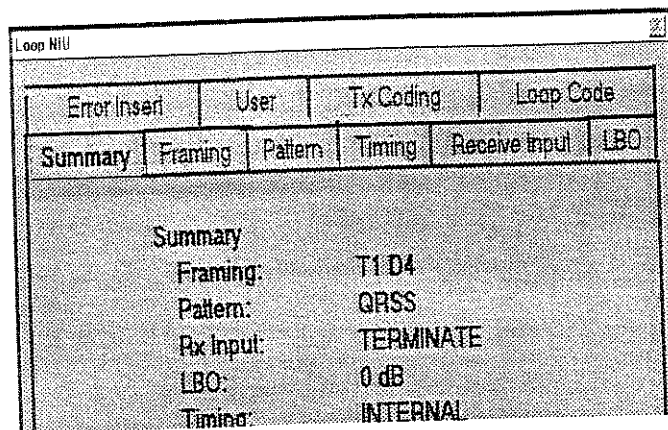 Loop NIU
Error Insert User Tx Coding Loop Code
Summary Framing Pattern Timing Receive Input LBO
Summary
Framing: T1 D4
Pattern: QRSS
Rx Input: TERMINATE
LBO: 0 dB
Timing: INTERNAL